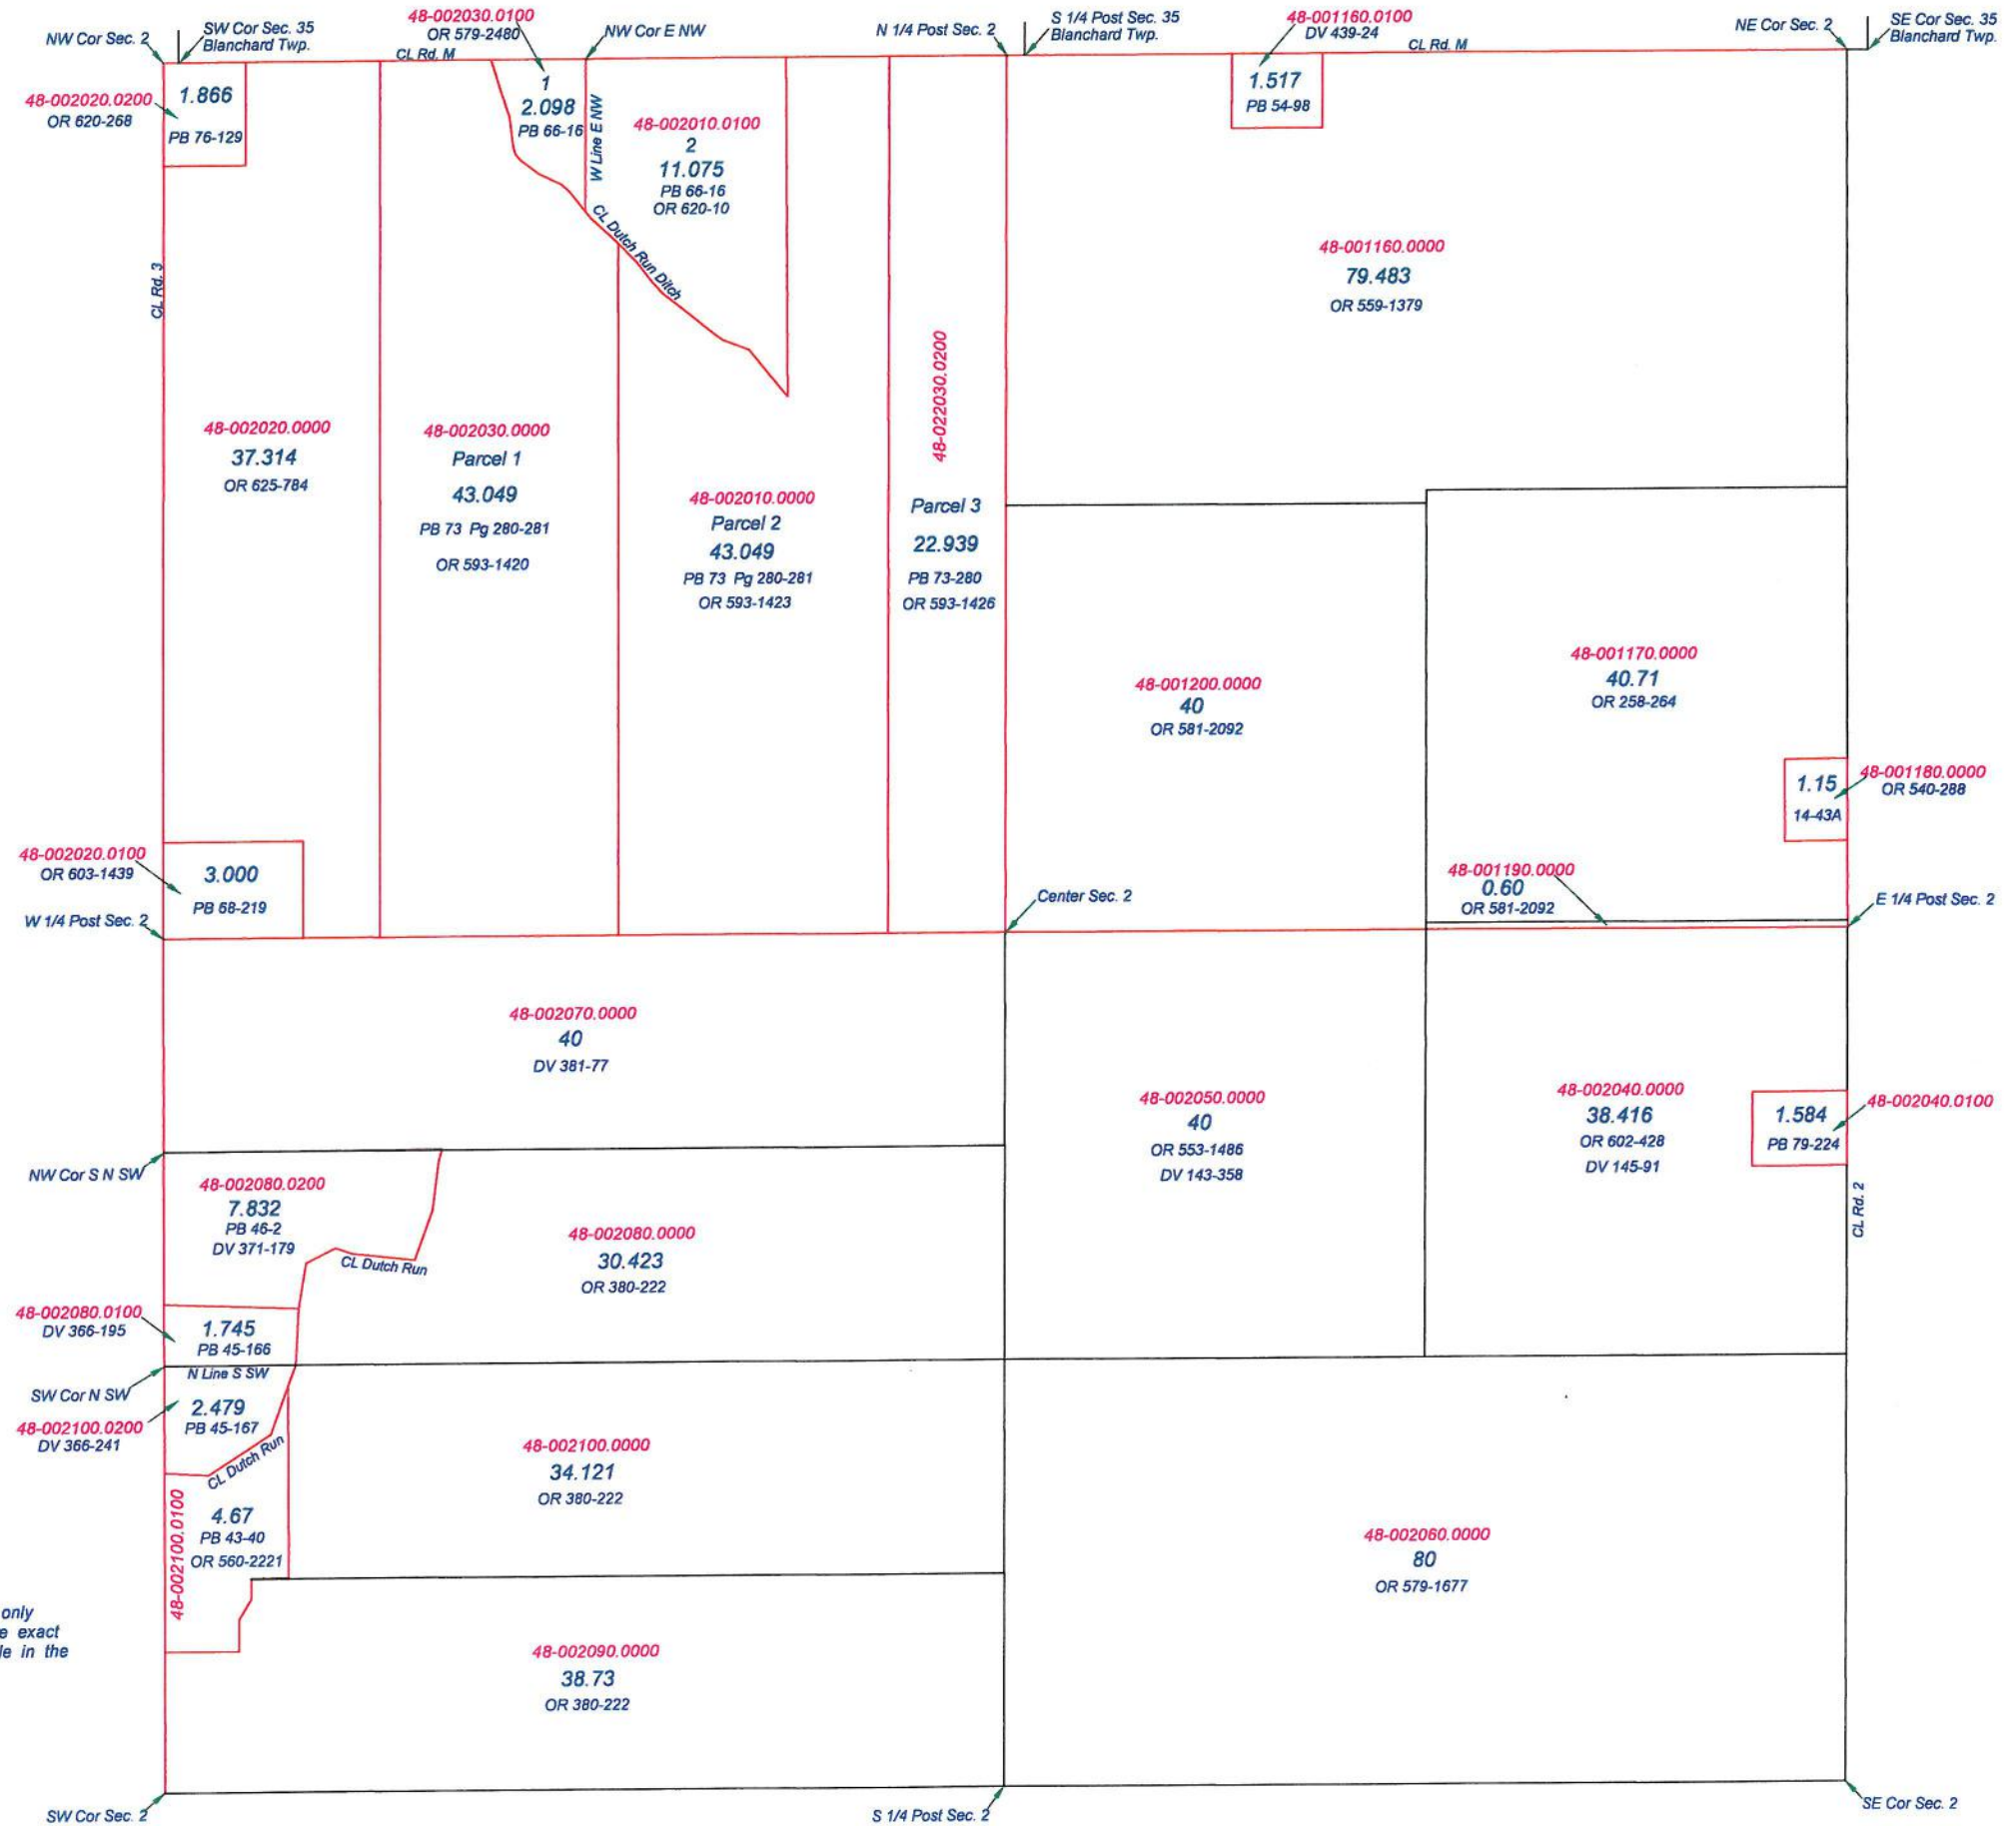 NW Cor Sec. 2
SW Cor Sec. 35
Blanchard Twp.
48-002030.0100
OR 579-2480
CL Rd. M
NW Cor E NW
N 1/4 Post Sec. 2
S 1/4 Post Sec. 35
Blanchard Twp.
48-001160.0100
DV 439-24
CL Rd. M
NE Cor Sec. 2
SE Cor Sec. 35
Blanchard Twp.
48-002020.0200
OR 620-268
1.866
PB 76-129
1
2.098
PB 66-16
W Line E NW
48-002010.0100
2
11.075
PB 66-16
OR 620-10
CL Dutch Run Ditch
1.517
PB 54-98
48-001160.0000
79.483
OR 559-1379
CL Rd. 3
48-002020.0000
37.314
OR 625-784
48-002030.0000
Parcel 1
43.049
PB 73 Pg 280-281
OR 593-1420
48-002010.0000
Parcel 2
43.049
PB 73 Pg 280-281
OR 593-1423
48-022030.0200
Parcel 3
22.939
PB 73-280
OR 593-1426
48-001200.0000
40
OR 581-2092
48-001170.0000
40.71
OR 258-264
1.15
14-43A
48-001180.0000
OR 540-288
48-002020.0100
OR 603-1439
3.000
PB 68-219
W 1/4 Post Sec. 2
Center Sec. 2
48-001190.0000
0.60
OR 581-2092
E 1/4 Post Sec. 2
48-002070.0000
40
DV 381-77
48-002050.0000
40
OR 553-1486
DV 143-358
48-002040.0000
38.416
OR 602-428
DV 145-91
1.584
PB 79-224
48-002040.0100
CL Rd. 2
NW Cor S N SW
48-002080.0200
7.832
PB 46-2
DV 371-179
CL Dutch Run
48-002080.0000
30.423
OR 380-222
48-002080.0100
DV 366-195
1.745
PB 45-166
N Line S SW
SW Cor N SW
48-002100.0200
DV 366-241
2.479
PB 45-167
CL Dutch Run
48-002100.0000
34.121
OR 380-222
48-002100.0100
4.67
PB 43-40
OR 560-2221
48-002060.0000
80
OR 579-1677
only
exact
in the
48-002090.0000
38.73
OR 380-222
SW Cor Sec. 2
S 1/4 Post Sec. 2
SE Cor Sec. 2